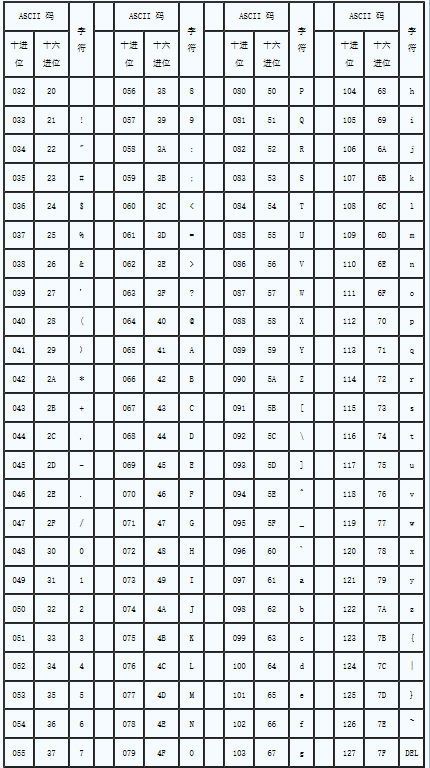 ASCII 码 字符 ASCII 码 字符 ASCII 码 字符 ASCII 码 字符
十进位 十六进位 十进位 十六进位 十进位 十六进位 十进位 十六进位
032 20 056 38 8 080 50 P 104 68 h
033 21 ! 057 39 9 081 51 Q 105 69 i
034 22 " 058 3A : 082 52 R 106 6A j
035 23 # 059 3B ; 083 53 S 107 6B k
036 24 $ 060 3C < 084 54 T 108 6C l
037 25 % 061 3D = 085 55 U 109 6D m
038 26 & 062 3E > 086 56 V 110 6E n
039 27 ' 063 3F ? 087 57 W 111 6F o
040 28 ( 064 40 @ 088 58 X 112 70 p
041 29 ) 065 41 A 089 59 Y 113 71 q
042 2A * 066 42 B 090 5A Z 114 72 r
043 2B + 067 43 C 091 5B [ 115 73 s
044 2C , 068 44 D 092 5C \ 116 74 t
045 2D - 069 45 E 093 5D ] 117 75 u
046 2E . 070 46 F 094 5E ^ 118 76 v
047 2F / 071 47 G 095 5F _ 119 77 w
048 30 0 072 48 H 096 60 ` 120 78 x
049 31 1 073 49 I 097 61 a 121 79 y
050 32 2 074 4A J 098 62 b 122 7A z
051 33 3 075 4B K 099 63 c 123 7B {
052 34 4 076 4C L 100 64 d 124 7C |
053 35 5 077 4D M 101 65 e 125 7D }
054 36 6 078 4E N 102 66 f 126 7E ~
055 37 7 079 4F O 103 67 g 127 7F DEL